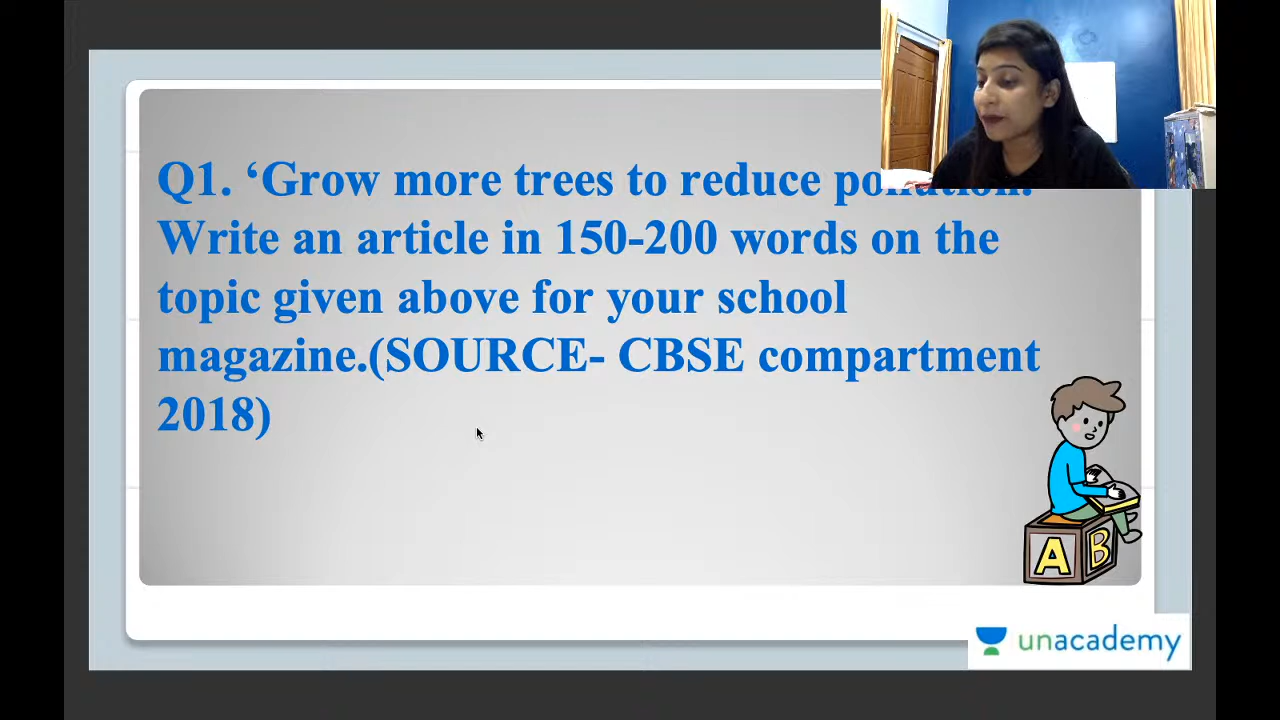 Q1. ‘Grow more trees to reduce pollution.’
Write an article in 150-200 words on the
topic given above for your school
magazine.(SOURCE- CBSE compartment
2018)
A B
unacademy